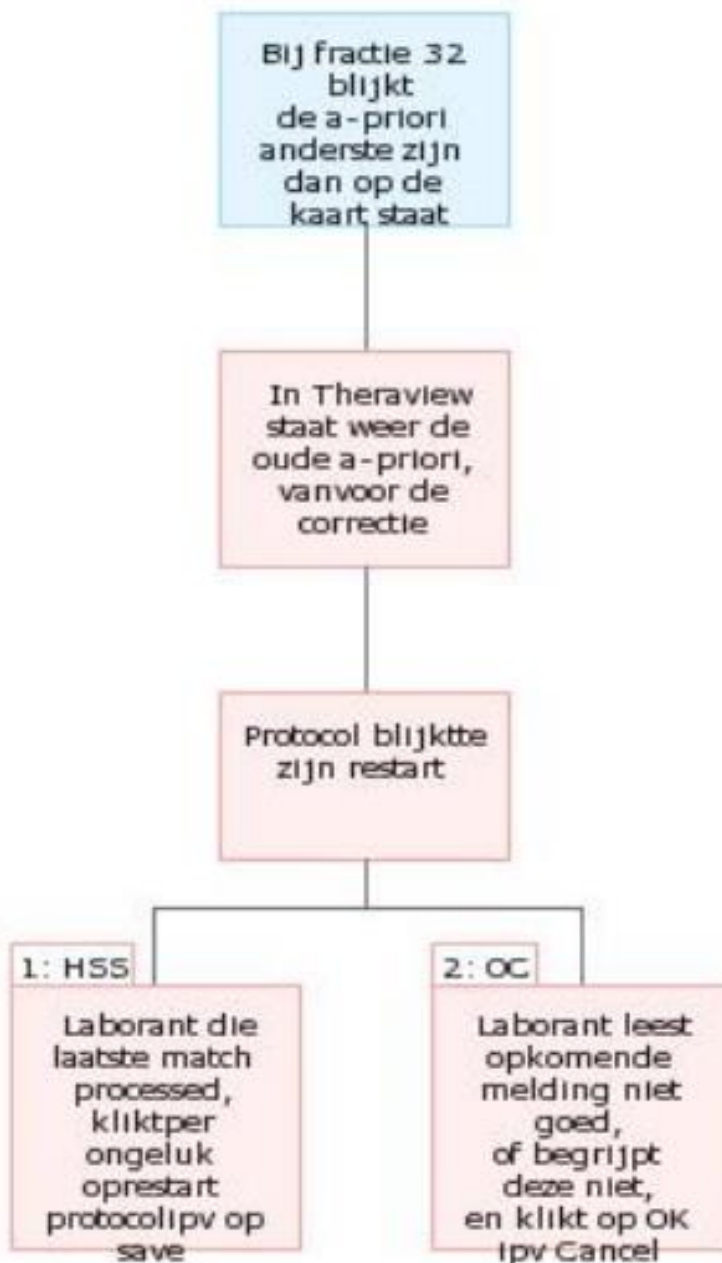 Bij fractie 32
blijkt
de a-priori
anderste zijn
dan op de
kaart staat
In Theraview
staat weer de
oude a-priori,
vanvoor de
correctie
Protocol blijktte
zijn restart
1: HSS
Laborant die
laatste match
processed,
kliktper
ongeluk
oprestart
protocolipv op
save
2: OC
Laborant leest
opkomende
melding niet
goed,
of begrijpt
deze niet,
en klikt op OK
ipv Cancel